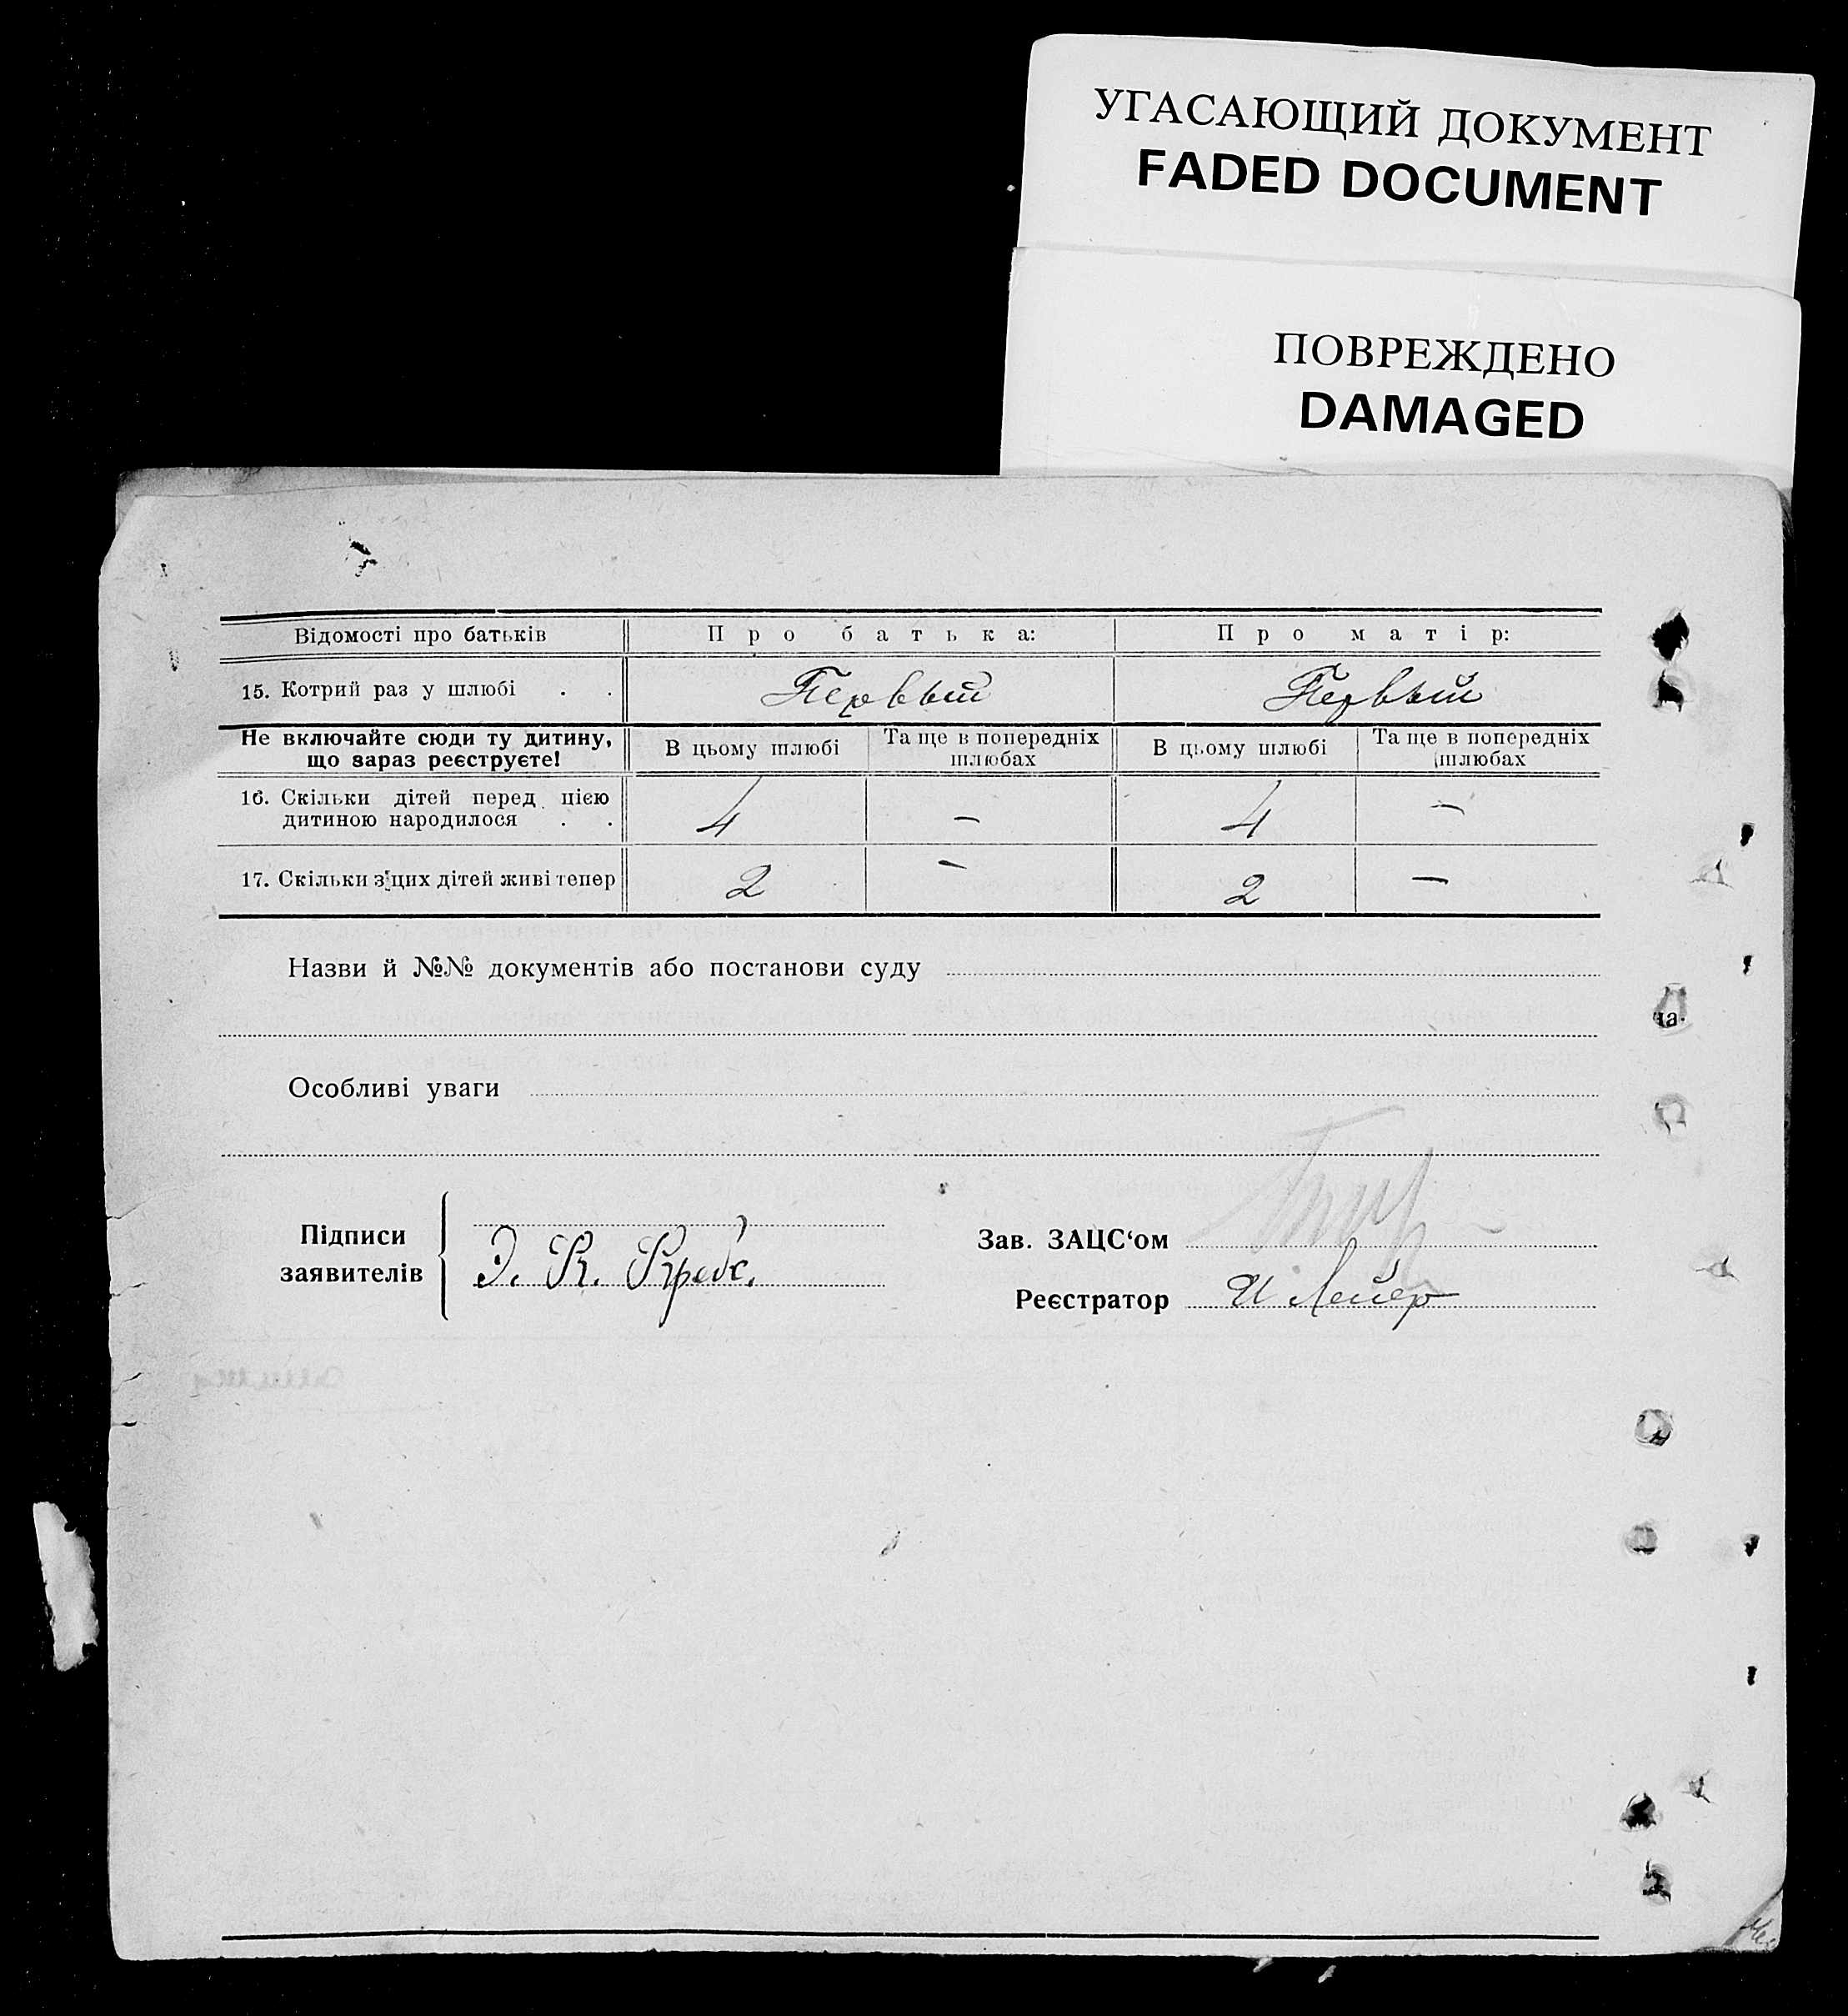 УГАСАЮЩИЙ ДОКУМЕНТ
FADED DOCUMENT
ПОВРЕЖДЕНО
DAMAGED
Відомості про батьків Про батька: Про матір:
15. Котрий раз у шлюбі . . Первый Первый
Не включайте сюди ту дитину, що зараз реєструєте! В цьому шлюбі Та ще в попередніх шлюбах В цьому шлюбі Та ще в попередніх шлюбах
16. Скільки дітей перед цією
дитиною народилося . . 4 – 4 –
17. Скільки з цих дітей живі тепер 2 – 2 –
Назви й №№ документів або постанови суду
Особливі уваги
Підписи
заявителів
Э. К. Кребс.
Зав. ЗАЦС‘ом
Реєстратор И Лейер